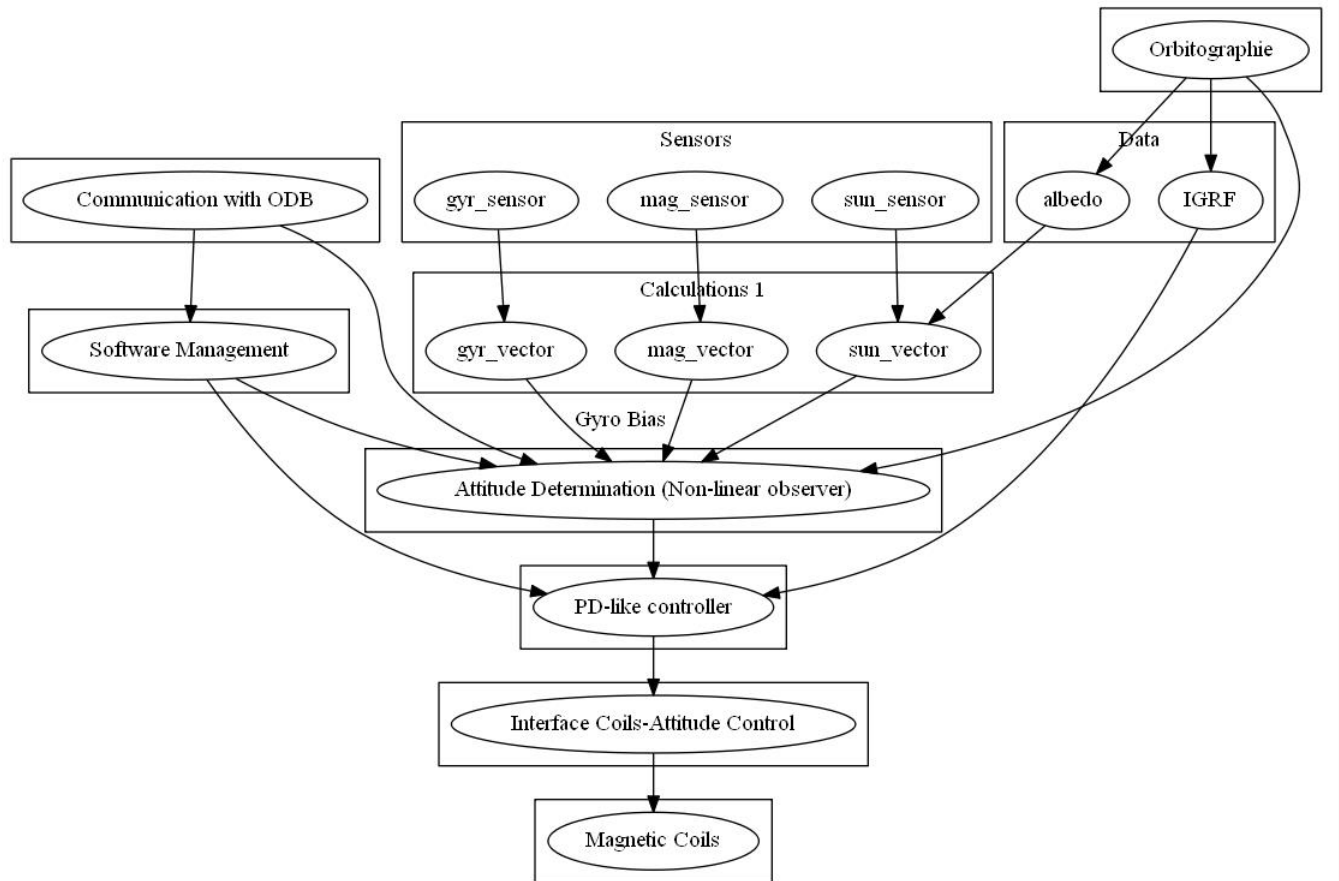 Orbitographie
Sensors
Data
Communication with ODB
gyr_sensor
mag_sensor
sun_sensor
albedo
IGRF
Calculations 1
Software Management
gyr_vector
mag_vector
sun_vector
Gyro Bias
Attitude Determination (Non-linear observer)
PD-like controller
Interface Coils-Attitude Control
Magnetic Coils